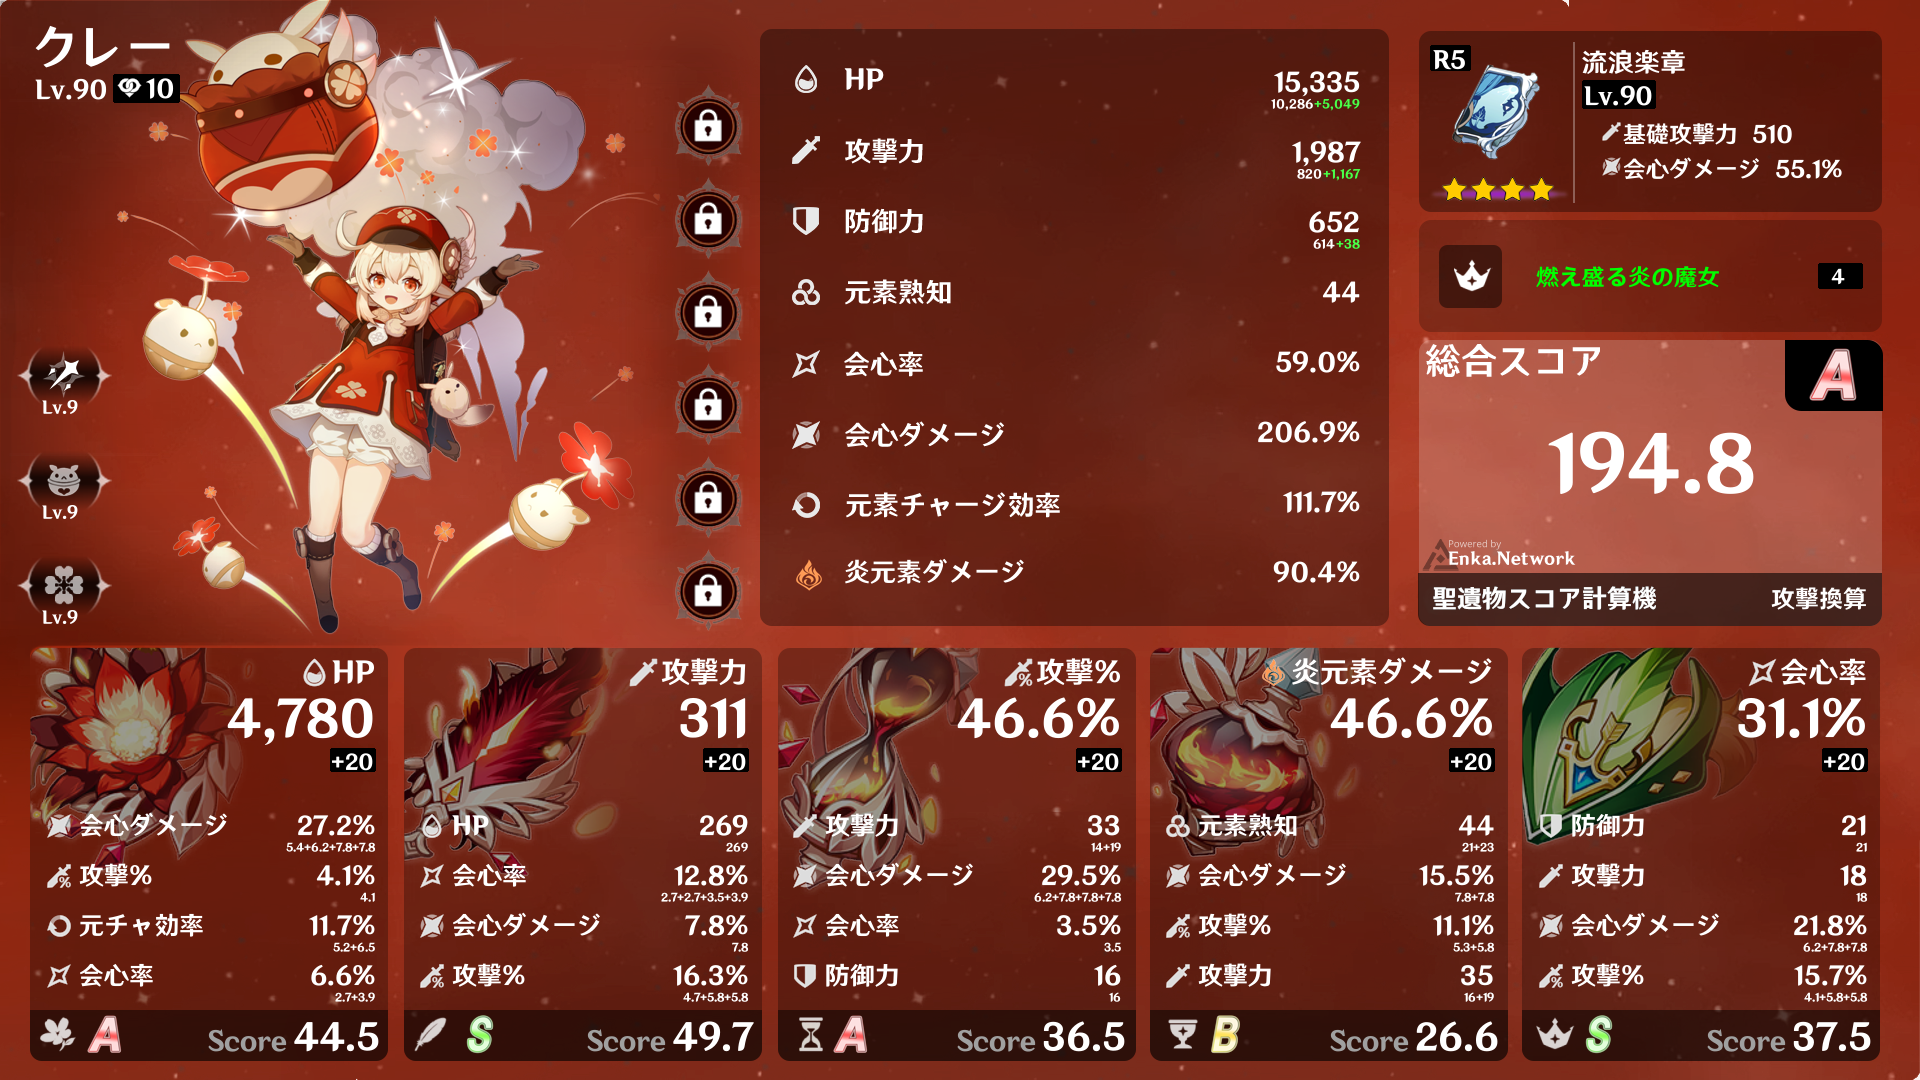 クレー
Lv.90 10
Lv.9
Lv.9
Lv.9
HP 15,335
10,286+5,049
攻撃力 1,987
820+1,167
防御力 652
614+38
元素熟知 44
会心率 59.0%
会心ダメージ 206.9%
元素チャージ効率 111.7%
炎元素ダメージ 90.4%
R5
流浪楽章
Lv.90
基礎攻撃力 510
会心ダメージ 55.1%
燃え盛る炎の魔女 4
総合スコア A
194.8
Powered by
Enka.Network
聖遺物スコア計算機 攻撃換算
HP
4,780
+20
会心ダメージ 27.2%
5.4+6.2+7.8+7.8
攻撃% 4.1%
4.1
元チャ効率 11.7%
5.2+6.5
会心率 6.6%
2.7+3.9
A Score 44.5
攻撃力
311
+20
HP 269
269
会心率 12.8%
2.7+2.7+3.5+3.9
会心ダメージ 7.8%
7.8
攻撃% 16.3%
4.7+5.8+5.8
S Score 49.7
攻撃%
46.6%
+20
攻撃力 33
14+19
会心ダメージ 29.5%
6.2+7.8+7.8+7.8
会心率 3.5%
3.5
防御力 16
16
A Score 36.5
炎元素ダメージ
46.6%
+20
元素熟知 44
21+23
会心ダメージ 15.5%
7.8+7.8
攻撃% 11.1%
5.3+5.8
攻撃力 35
16+19
B Score 26.6
会心率
31.1%
+20
防御力 21
21
攻撃力 18
18
会心ダメージ 21.8%
6.2+7.8+7.8
攻撃% 15.7%
4.1+5.8+5.8
S Score 37.5